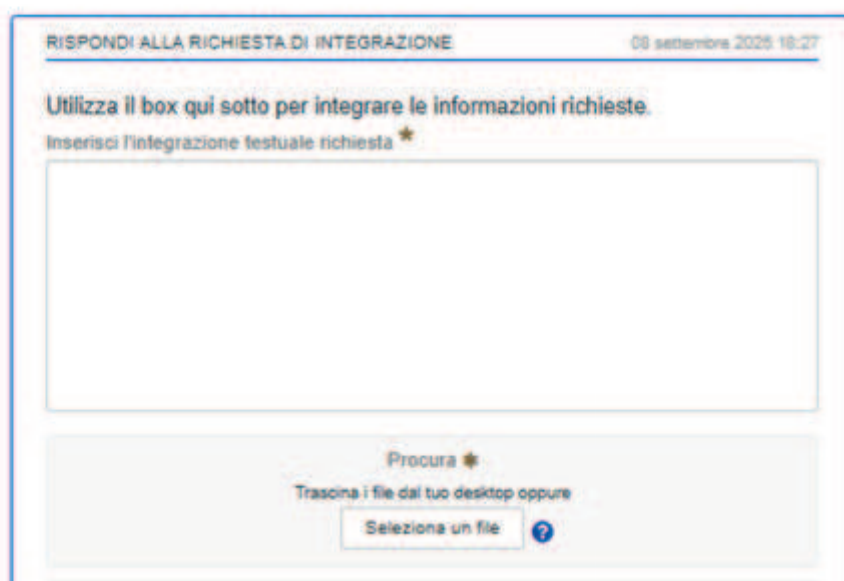 RISPONDI ALLA RICHIESTA DI INTEGRAZIONE
08 settembre 2025 18:27
Utilizza il box qui sotto per integrare le informazioni richieste.
Inserisci l'integrazione testuale richiesta *
Procura *
Trascina i file dal tuo desktop oppure
Seleziona un file ?